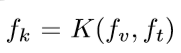 f_k = K(f_v, f_t)